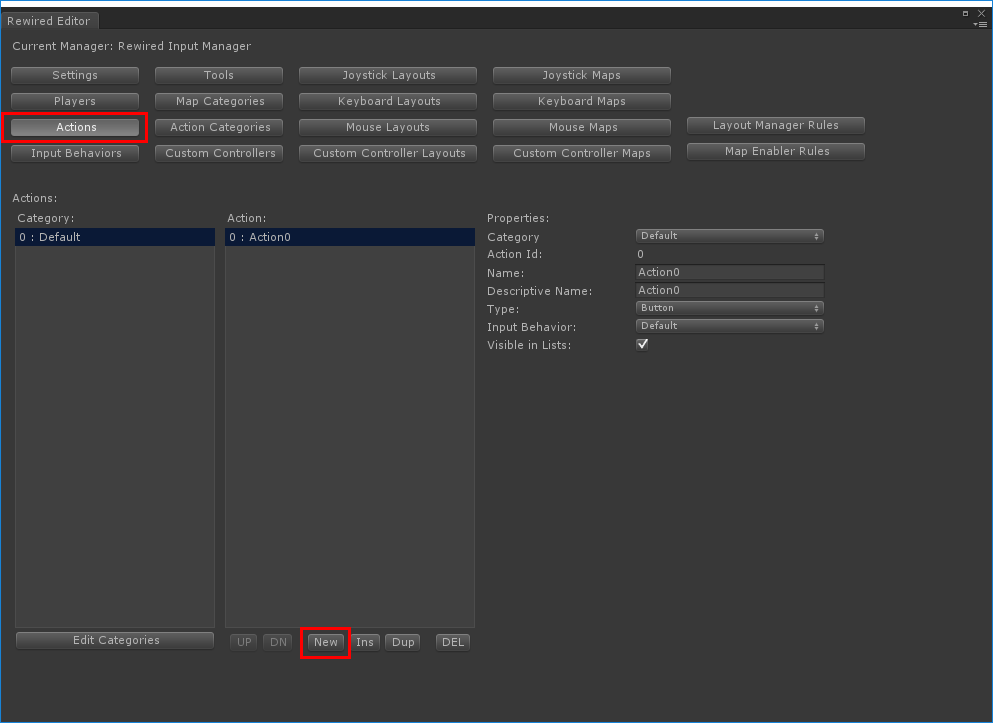 Rewired Editor
Current Manager: Rewired Input Manager
Settings Tools Joystick Layouts Joystick Maps
Players Map Categories Keyboard Layouts Keyboard Maps
Actions Action Categories Mouse Layouts Mouse Maps Layout Manager Rules
Input Behaviors Custom Controllers Custom Controller Layouts Custom Controller Maps Map Enabler Rules
Actions:
Category: Action: Properties:
0 : Default 0 : Action0 Category Default
Action Id: 0
Name: Action0
Descriptive Name: Action0
Type: Button
Input Behavior: Default
Visible in Lists:
Edit Categories UP DN New Ins Dup DEL